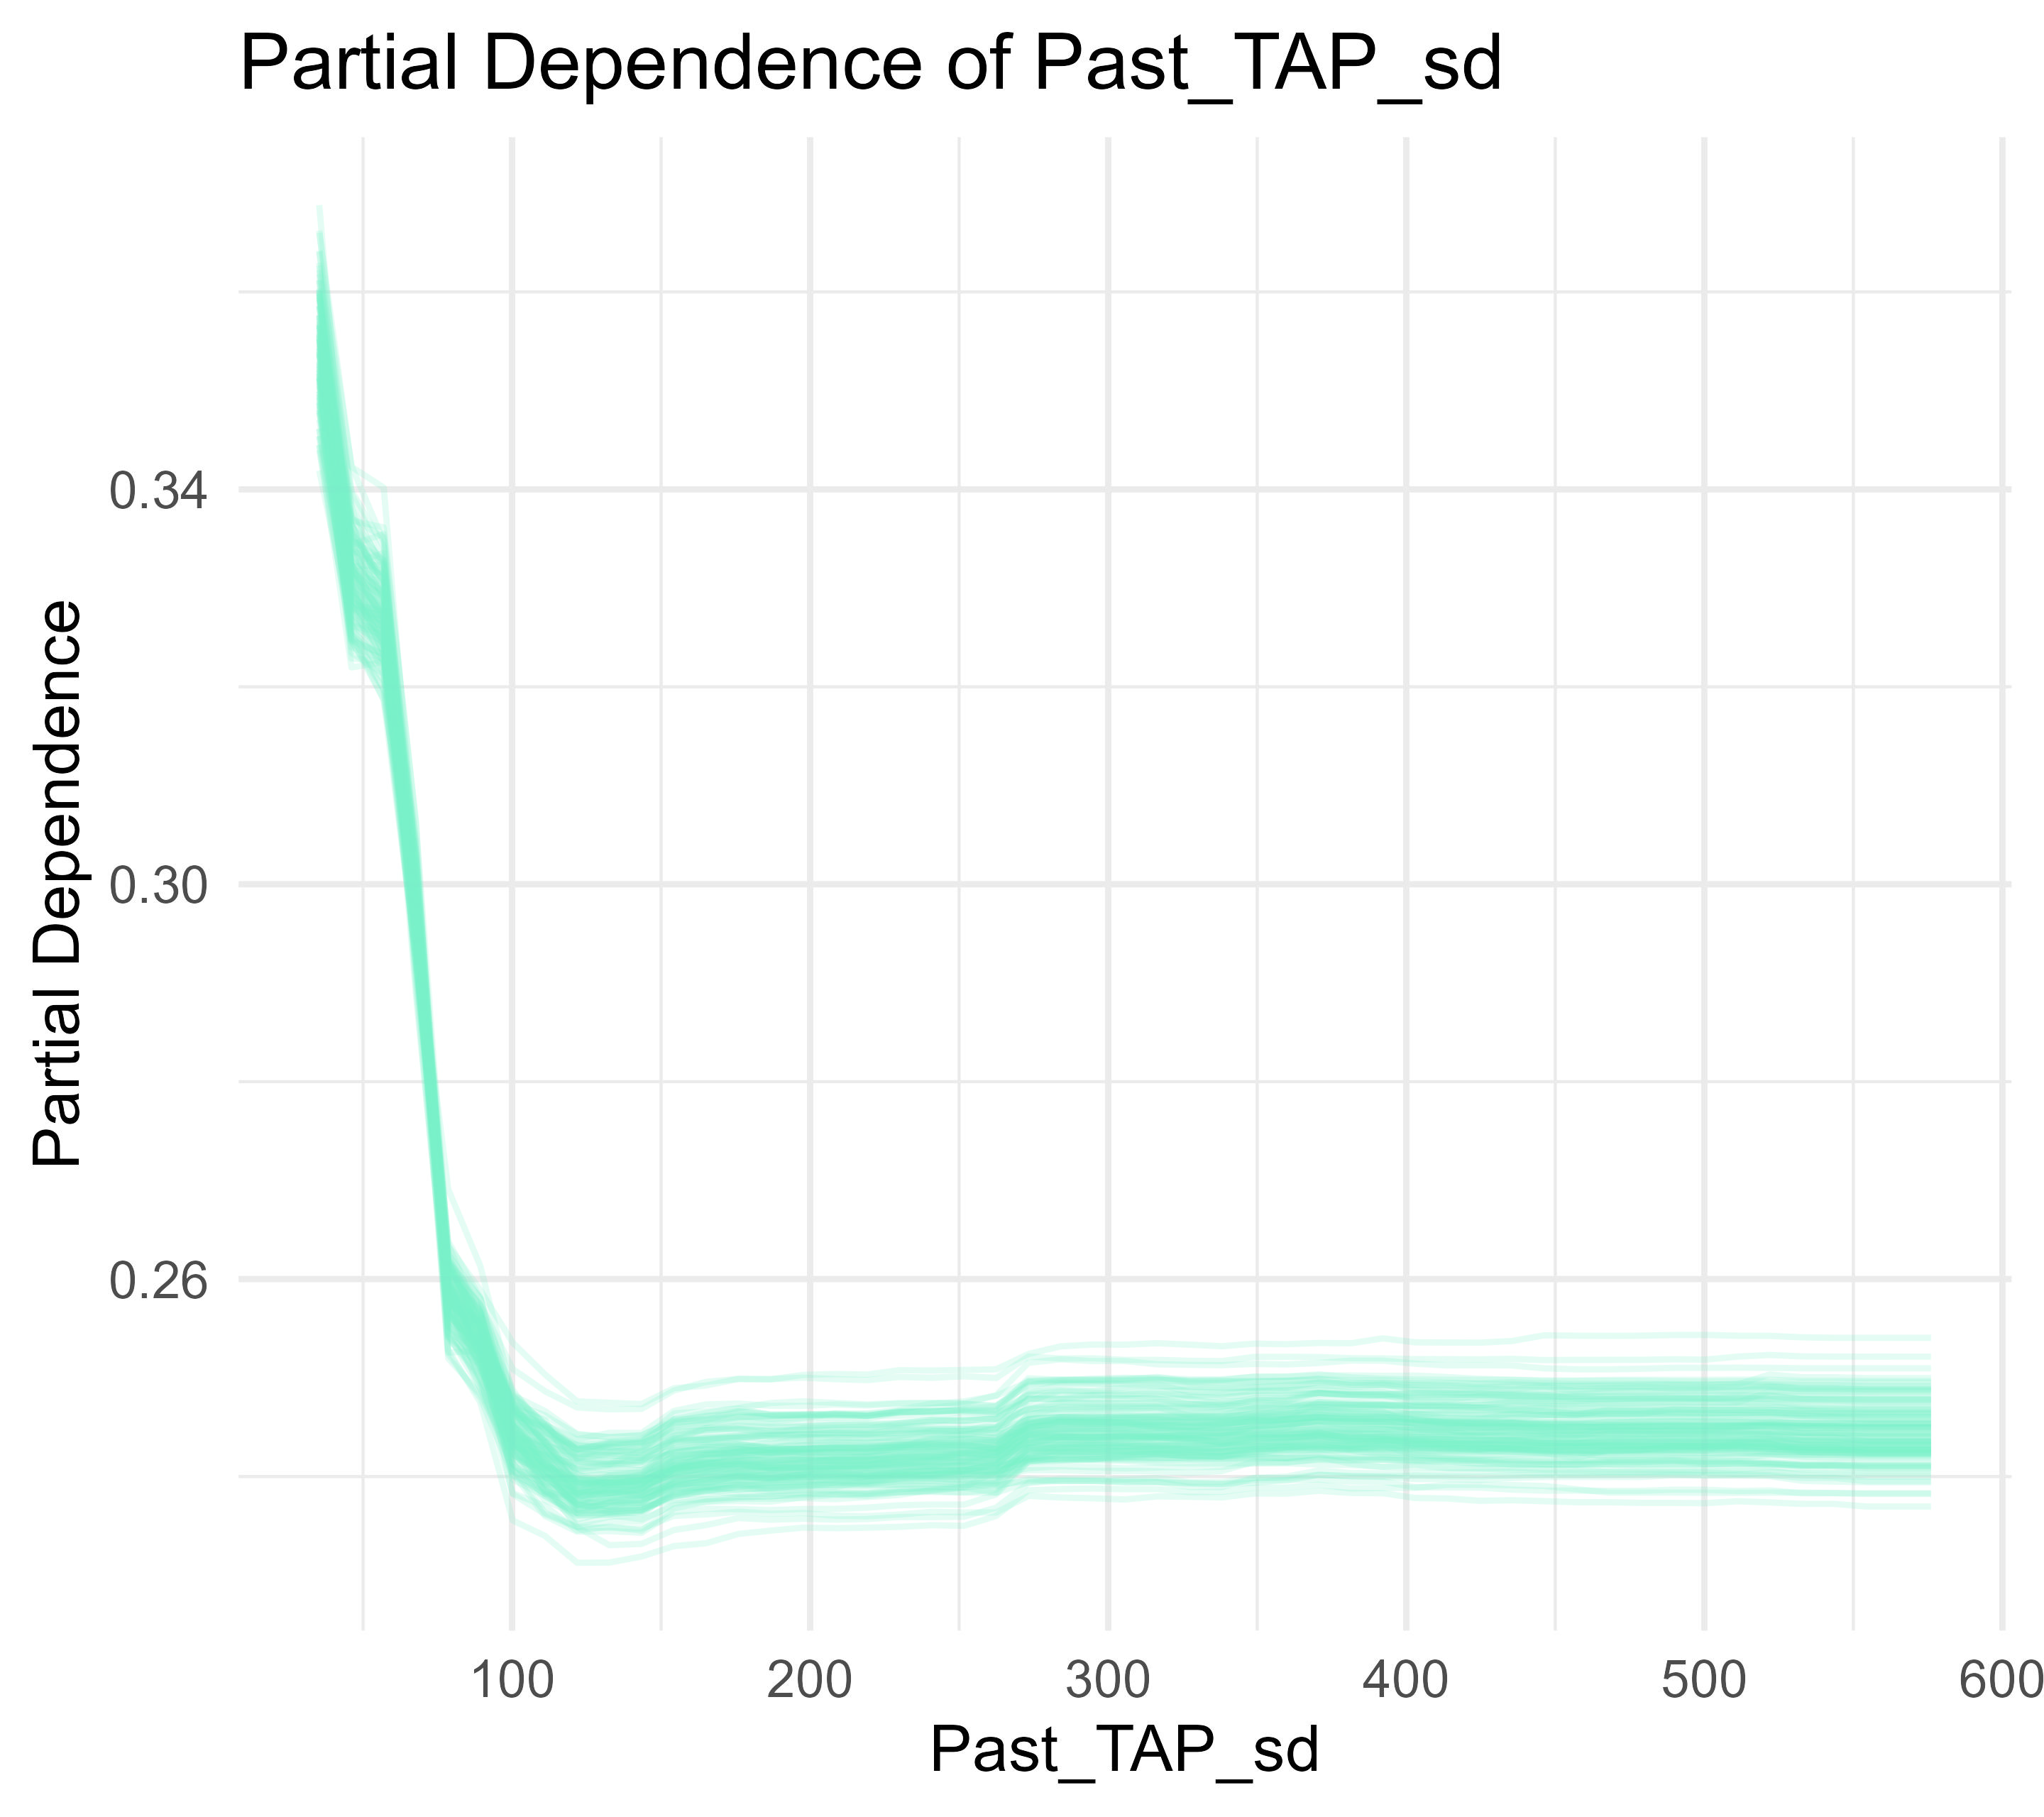 Partial Dependence of Past_TAP_sd
Partial Dependence
0.34
0.30
0.26
100 200 300 400 500 600
Past_TAP_sd